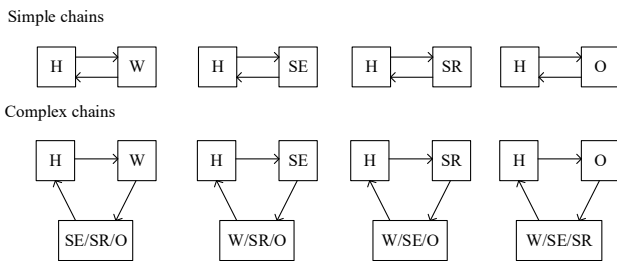 Simple chains
H W H SE H SR H O
Complex chains
H W H SE H SR H O
SE/SR/O W/SR/O W/SE/O W/SE/SR